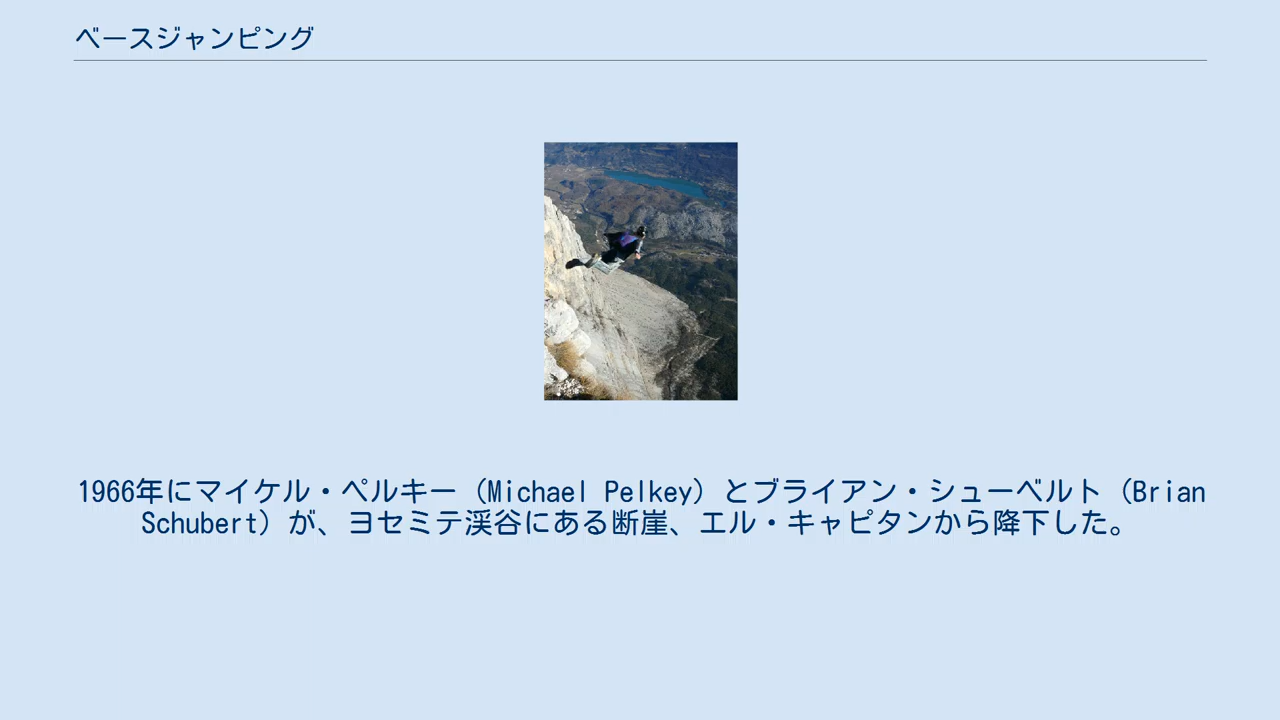 ベースジャンピング
1966年にマイケル・ペルキー（Michael Pelkey）とブライアン・シューベルト（Brian
Schubert）が、ヨセミテ渓谷にある断崖、エル・キャピタンから降下した。